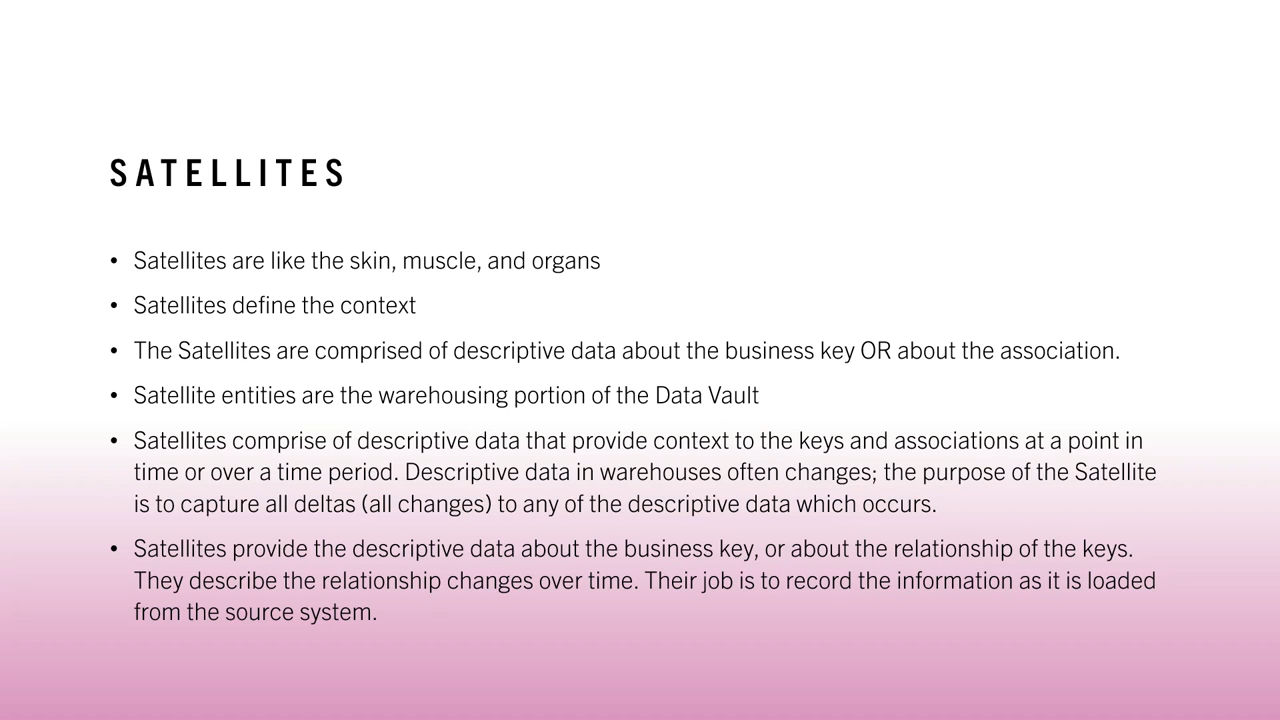 SATELLITES
• Satellites are like the skin, muscle, and organs
• Satellites define the context
• The Satellites are comprised of descriptive data about the business key OR about the association.
• Satellite entities are the warehousing portion of the Data Vault
• Satellites comprise of descriptive data that provide context to the keys and associations at a point in
time or over a time period. Descriptive data in warehouses often changes; the purpose of the Satellite
is to capture all deltas (all changes) to any of the descriptive data which occurs.
• Satellites provide the descriptive data about the business key, or about the relationship of the keys.
They describe the relationship changes over time. Their job is to record the information as it is loaded
from the source system.